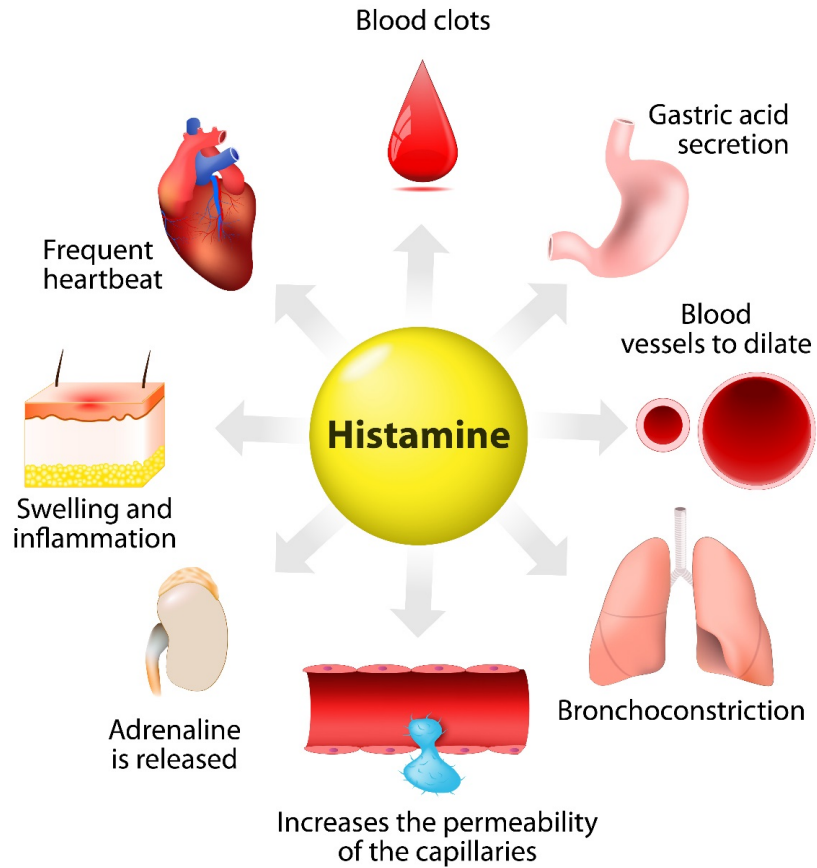 Blood clots
Gastric acid
secretion
Frequent
heartbeat
Blood
vessels to dilate
Histamine
Swelling and
inflammation
Adrenaline
is released
Bronchoconstriction
Increases the permeability
of the capillaries